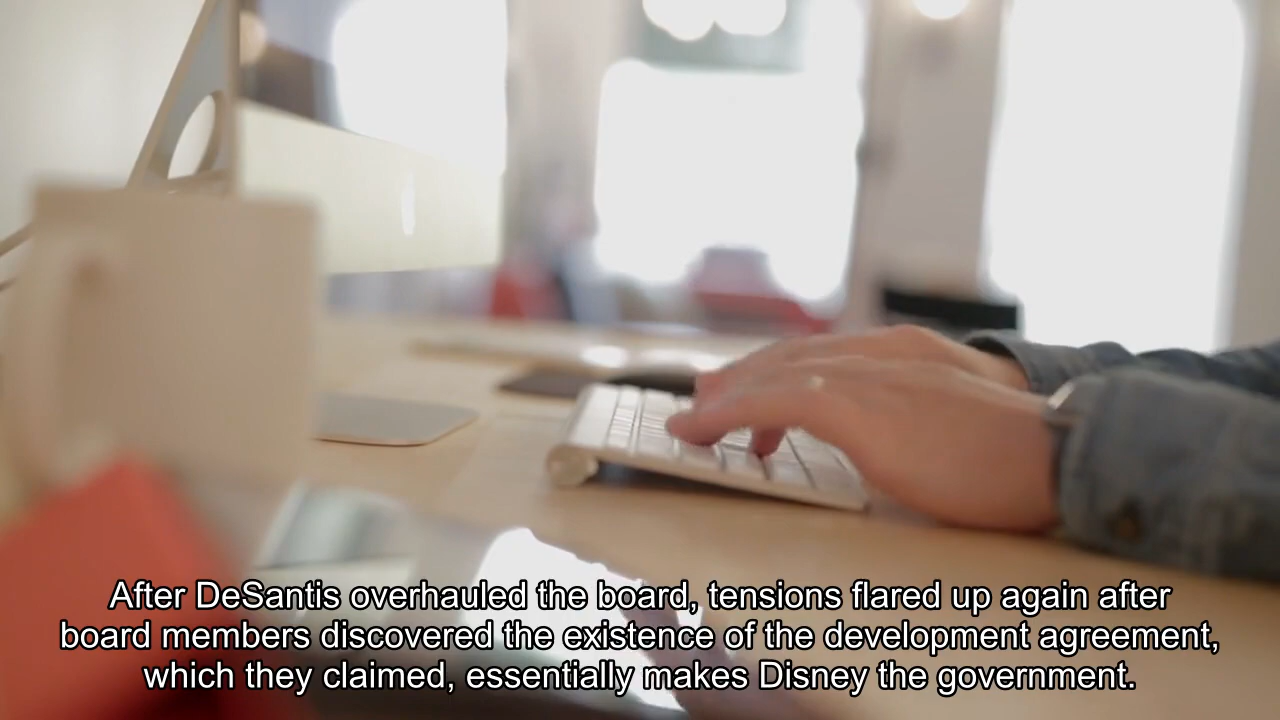 After DeSantis overhauled the board, tensions flared up again after
board members discovered the existence of the development agreement,
which they claimed, essentially makes Disney the government.